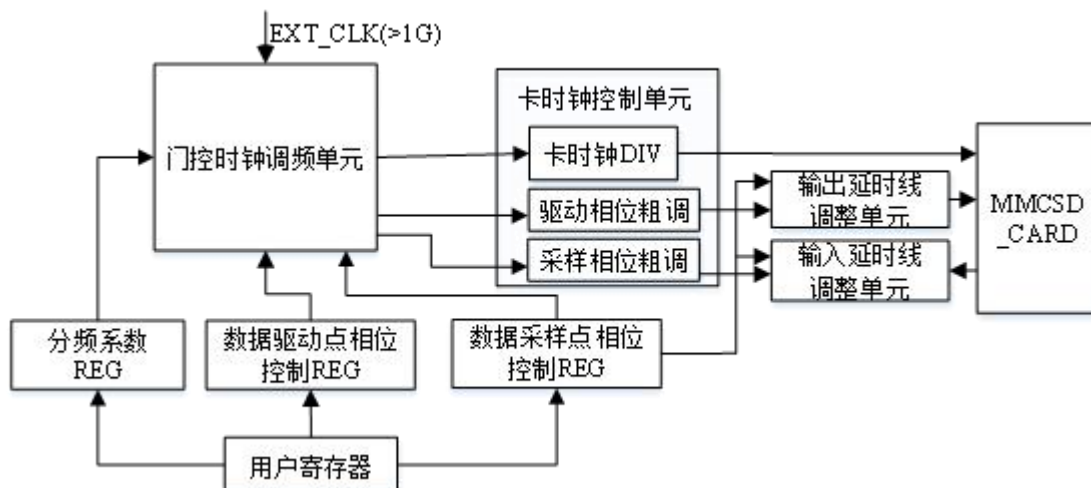 EXT_CLK(>1G)
门控时钟调频单元
卡时钟控制单元
卡时钟DIV
驱动相位粗调
采样相位粗调
输出延时线
调整单元
输入延时线
调整单元
MMCSD
_CARD
分频系数
REG
数据驱动点相位
控制REG
数据采样点相位
控制REG
用户寄存器